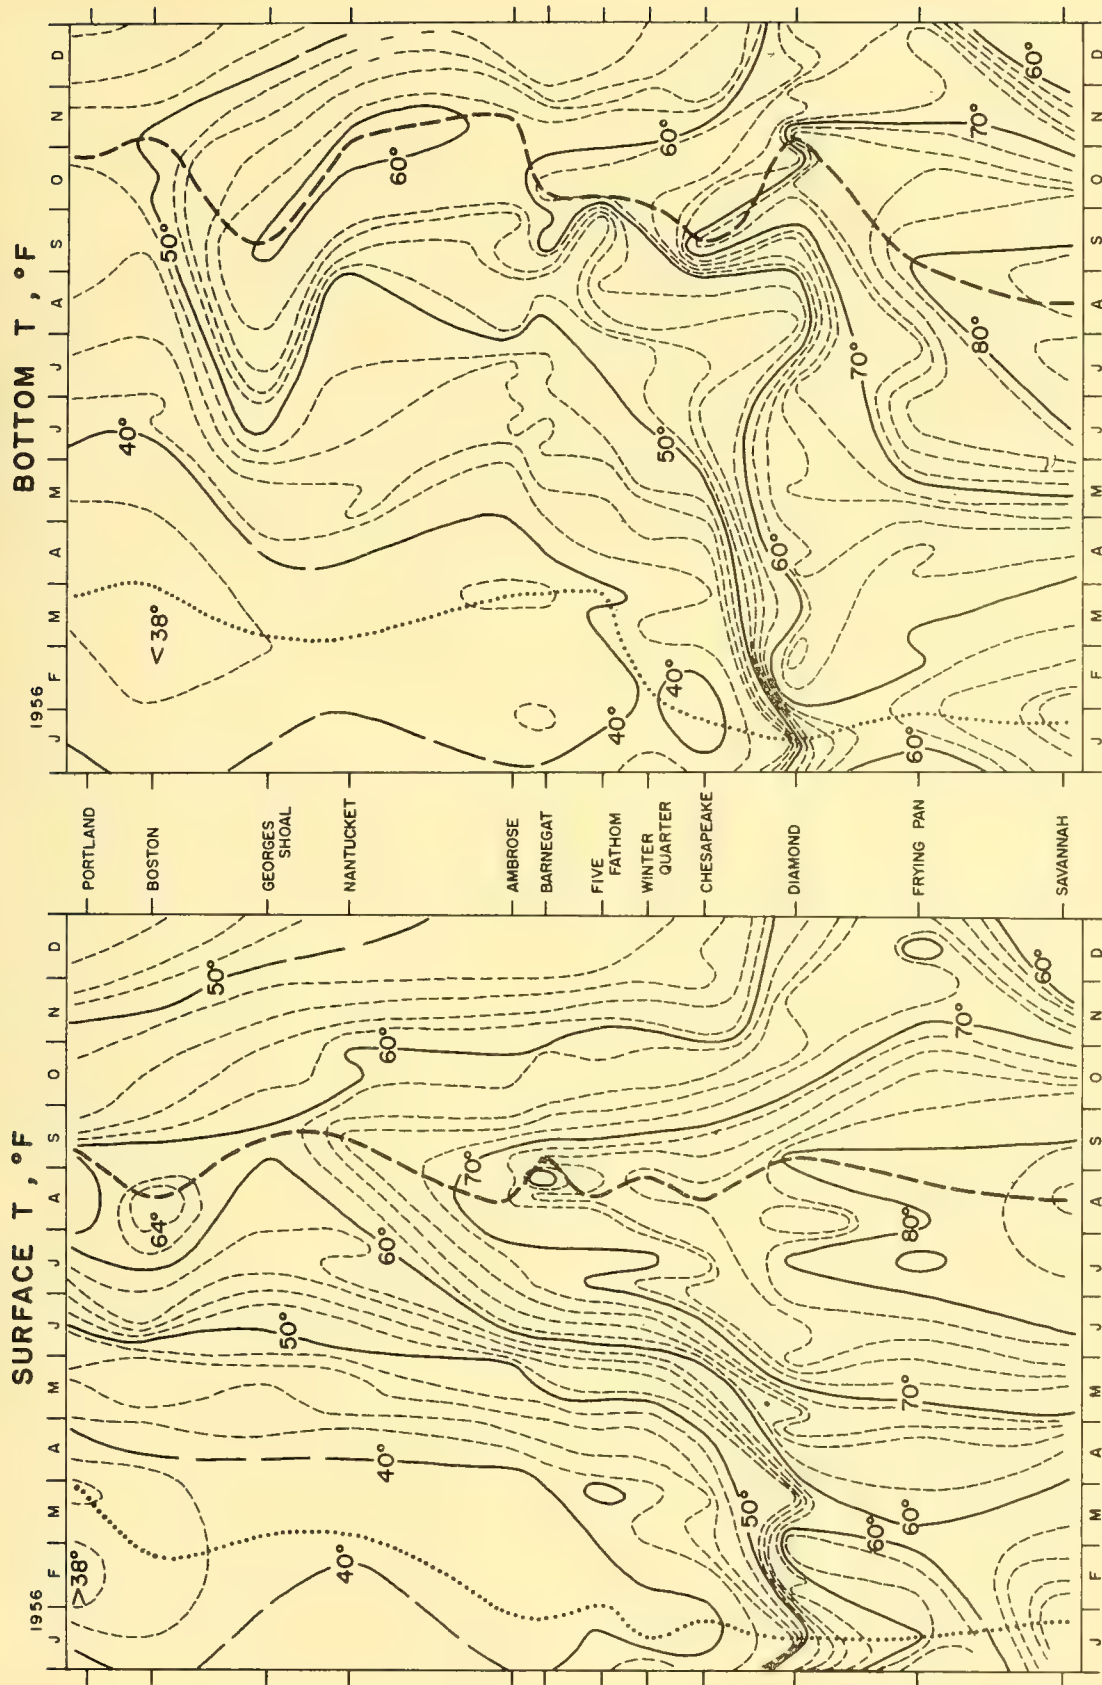 BOTTOM T, °F
1956
J F M A M J J A S O N D
<38°
40°
50°
60°
60°
40°
40°
50°
60°
60°
70°
80°
70°
60°
J F M A M J J A S O N D
PORTLAND
BOSTON
GEORGES
SHOAL
NANTUCKET
AMBROSE
BARNEGAT
FIVE
FATHOM
WINTER
QUARTER
CHESAPEAKE
DIAMOND
FRYING PAN
SAVANNAH
SURFACE T, °F
1956
J F M A M J J A S O N D
>38°
40°
40°
50°
64°
60°
50°
60°
70°
50°
60°
60°
70°
80°
70°
60°
J F M A M J J A S O N D